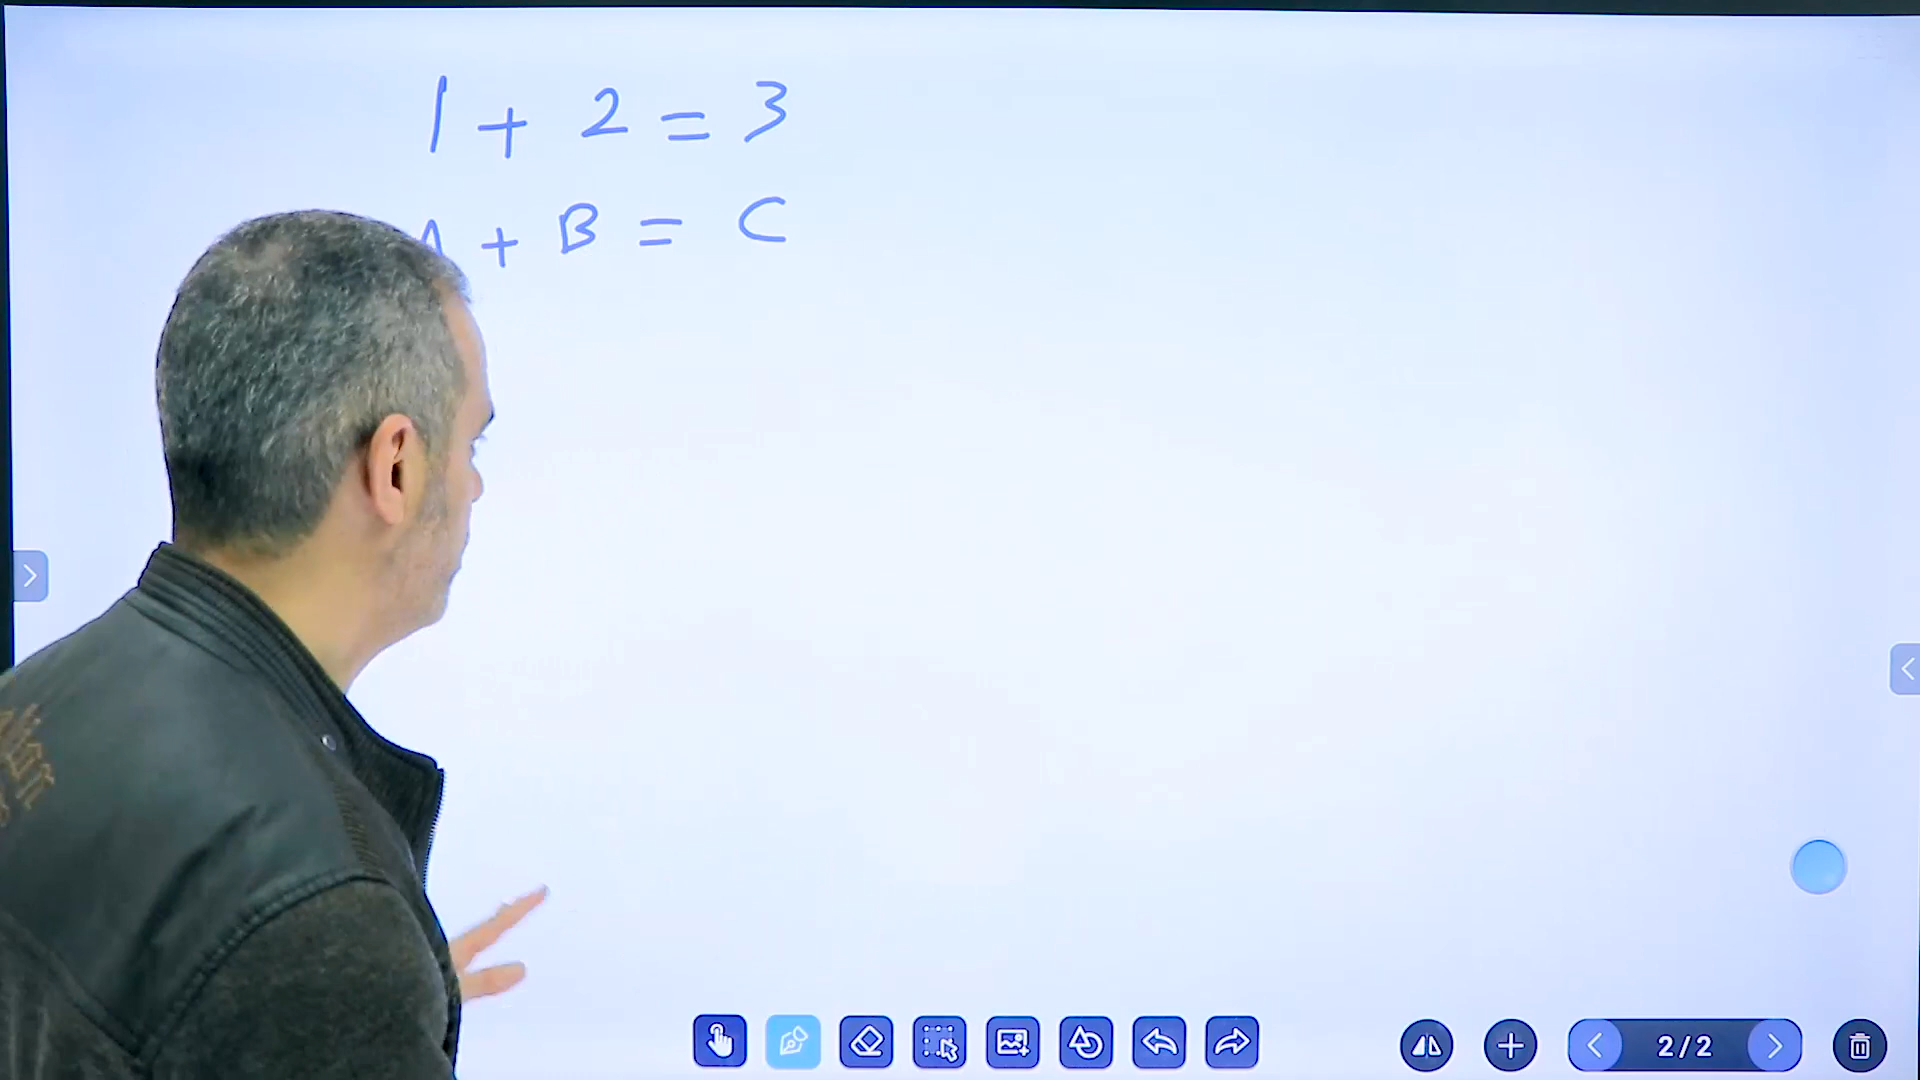 1 + 2 = 3
A + B = C
2/2